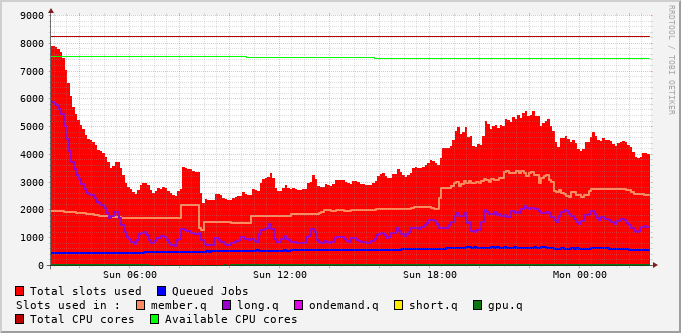 RRDTOOL / TOBI OETIKER
9000
8000
7000
6000
5000
4000
3000
2000
1000
0
Sun 06:00 Sun 12:00 Sun 18:00 Mon 00:00
Total slots used Queued Jobs
Slots used in : member.q long.q ondemand.q short.q gpu.q
Total CPU cores Available CPU cores